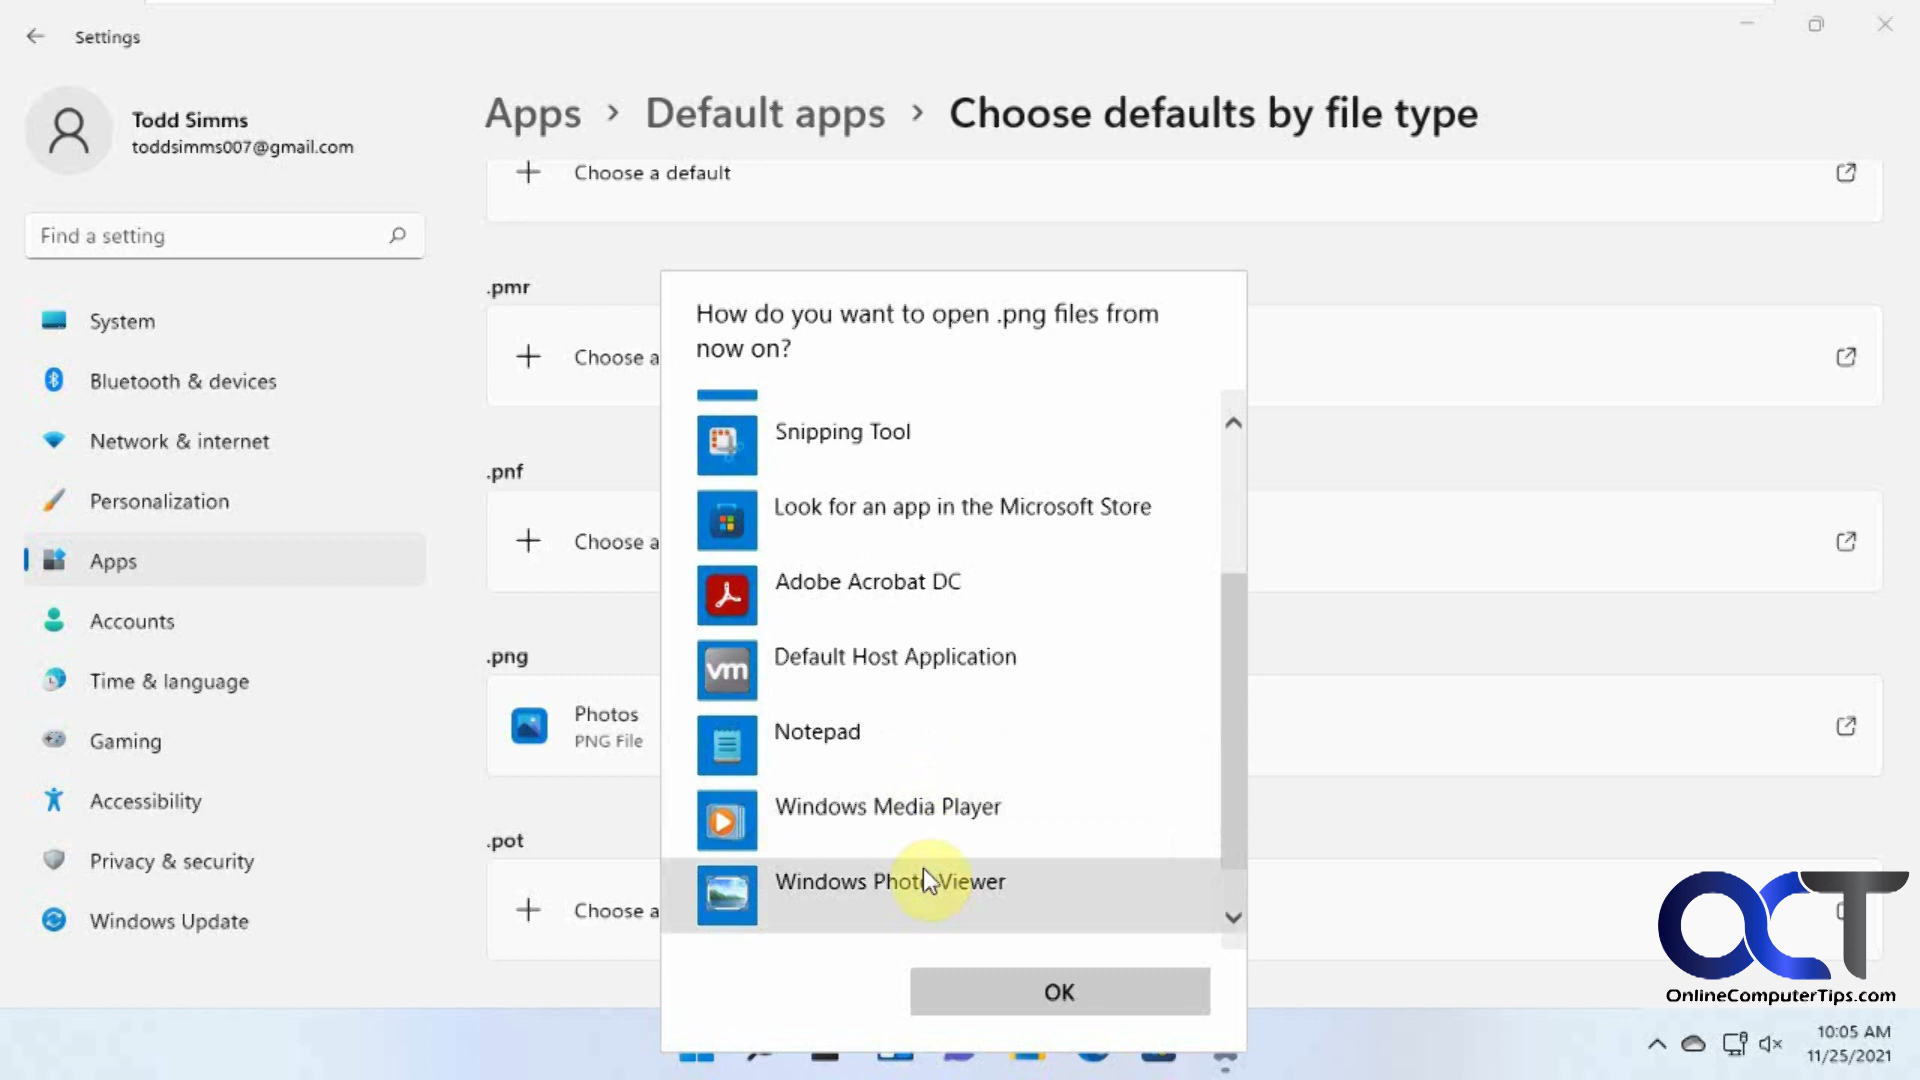 Settings
Todd Simms
toddsimms007@gmail.com
Find a setting
System
Bluetooth & devices
Network & internet
Personalization
Apps
Accounts
Time & language
Gaming
Accessibility
Privacy & security
Windows Update
Apps › Default apps › Choose defaults by file type
Choose a default
.pmr
Choose a
.pnf
Choose a
.png
Photos
PNG File
.pot
Choose a
How do you want to open .png files from
now on?
Snipping Tool
Look for an app in the Microsoft Store
Adobe Acrobat DC
vm
Default Host Application
Notepad
Windows Media Player
Windows Photo Viewer
OK
OCT
OnlineComputerTips.com
10:05 AM
11/25/2021